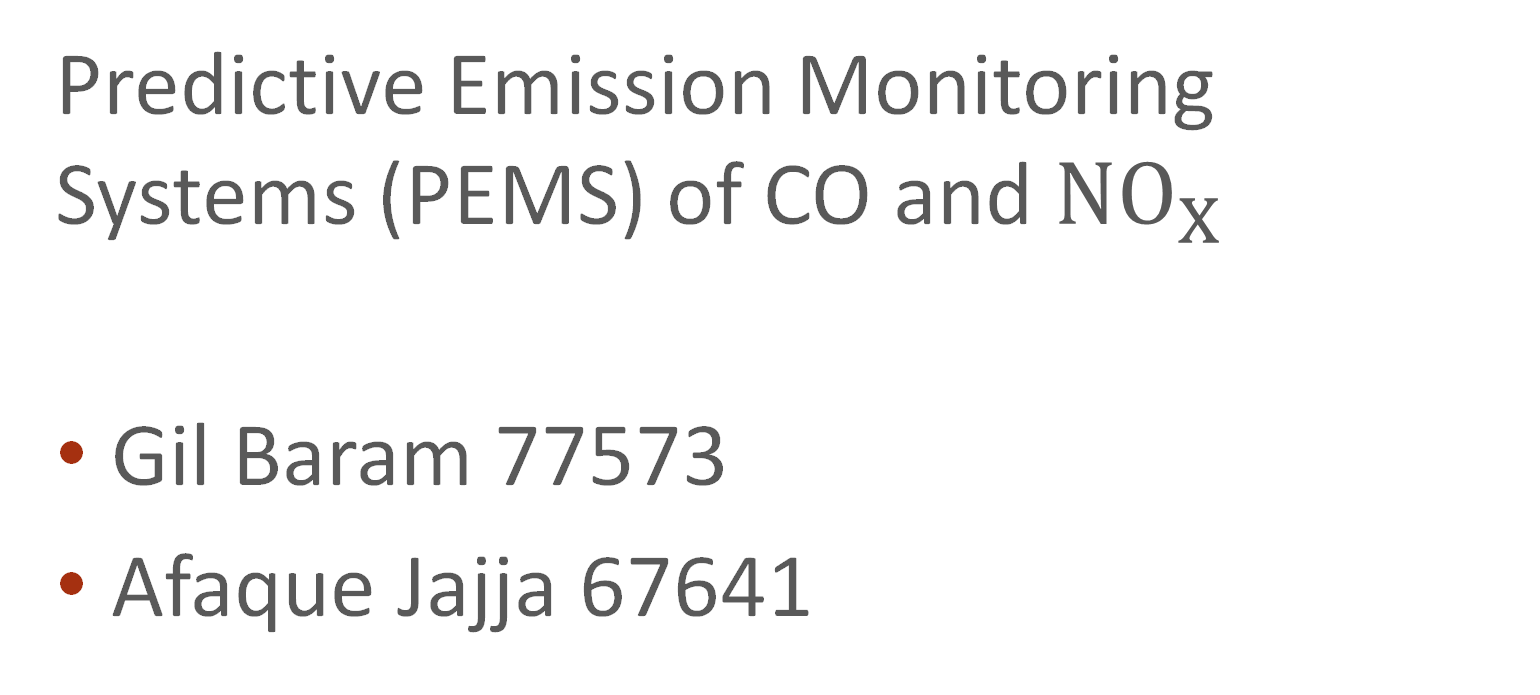 Predictive Emission Monitoring
Systems (PEMS) of CO and NOₓ
• Gil Baram 77573
• Afaque Jajja 67641